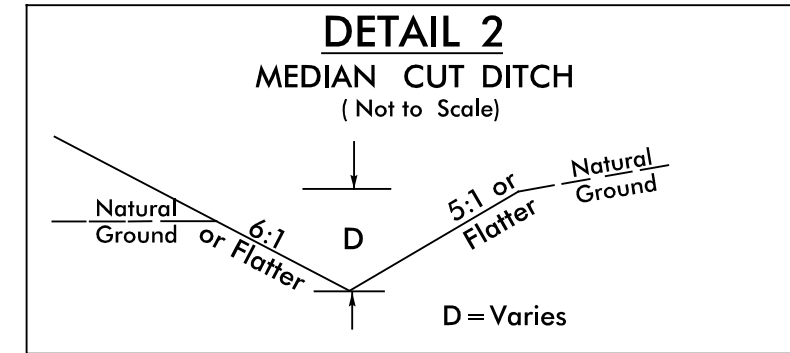 DETAIL 2
MEDIAN CUT DITCH
( Not to Scale)
Natural
Ground
6:1
or Flatter
D
5:1 or
Flatter
Natural
Ground
D = Varies